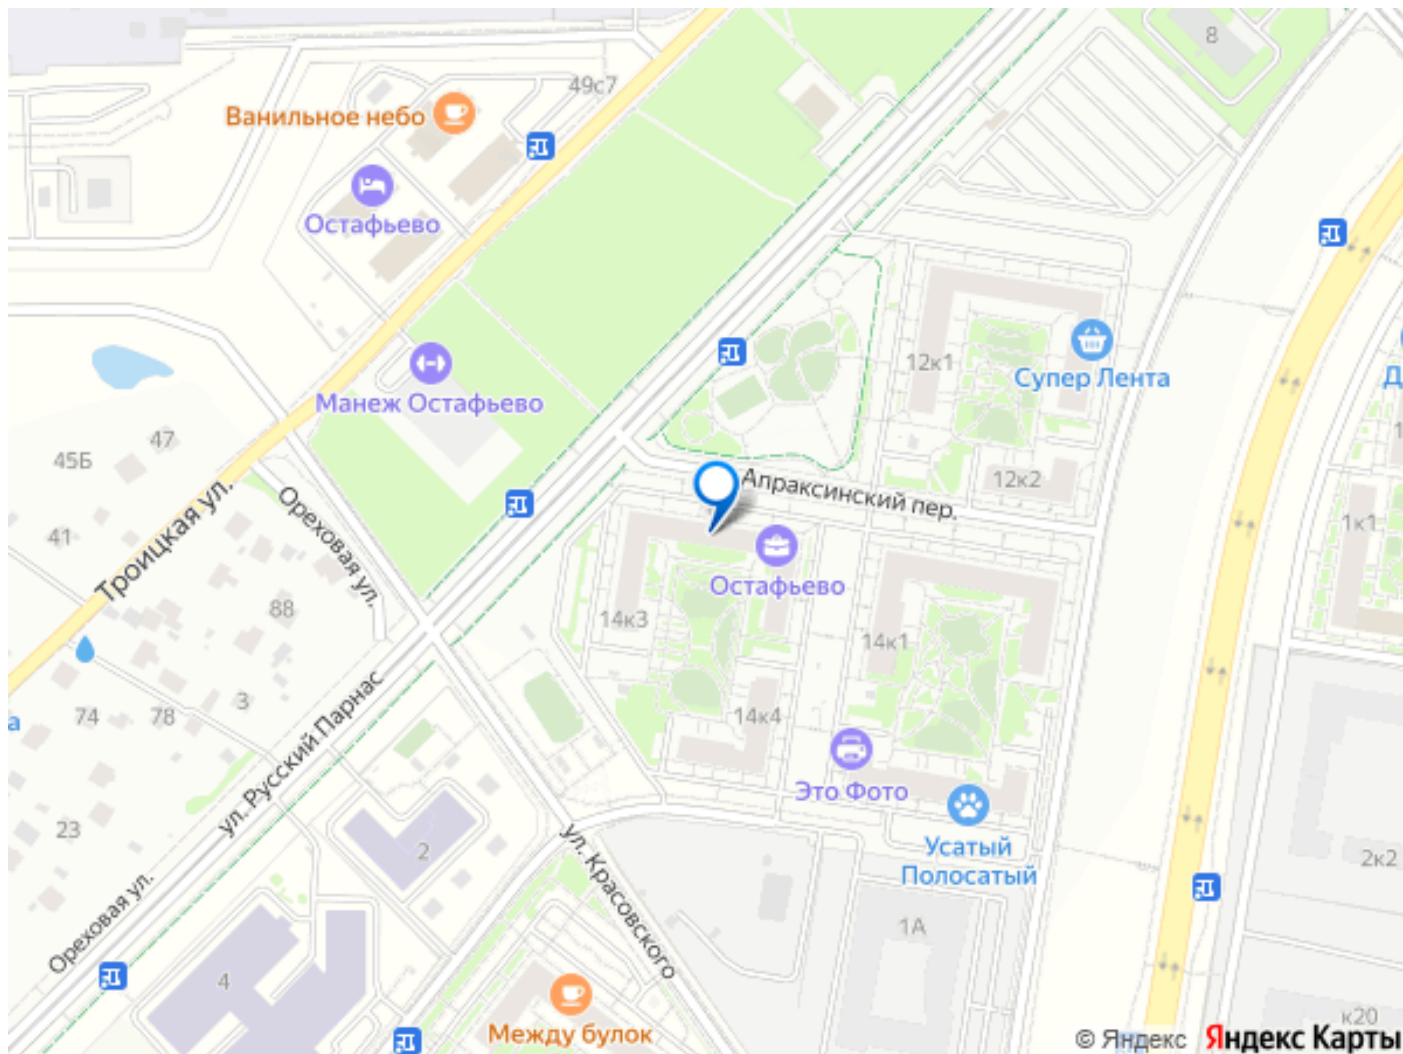 8
49с7
Ванильное небо
Остафьево
12к1
Супер Лента
Манеж Остафьево
47
45Б
12к2
Апраксинский пер.
Троицкая ул.
Ореховая ул.
41
1к1
Остафьево
88
14к3
14к1
3
74
78
14к4
ул. Русский Парнас
Это Фото
23
2
Усатый
Полосатый
2к2
ул. Красовского
Ореховая ул.
1А
4
к20
Между булок
© Яндекс Яндекс Карты